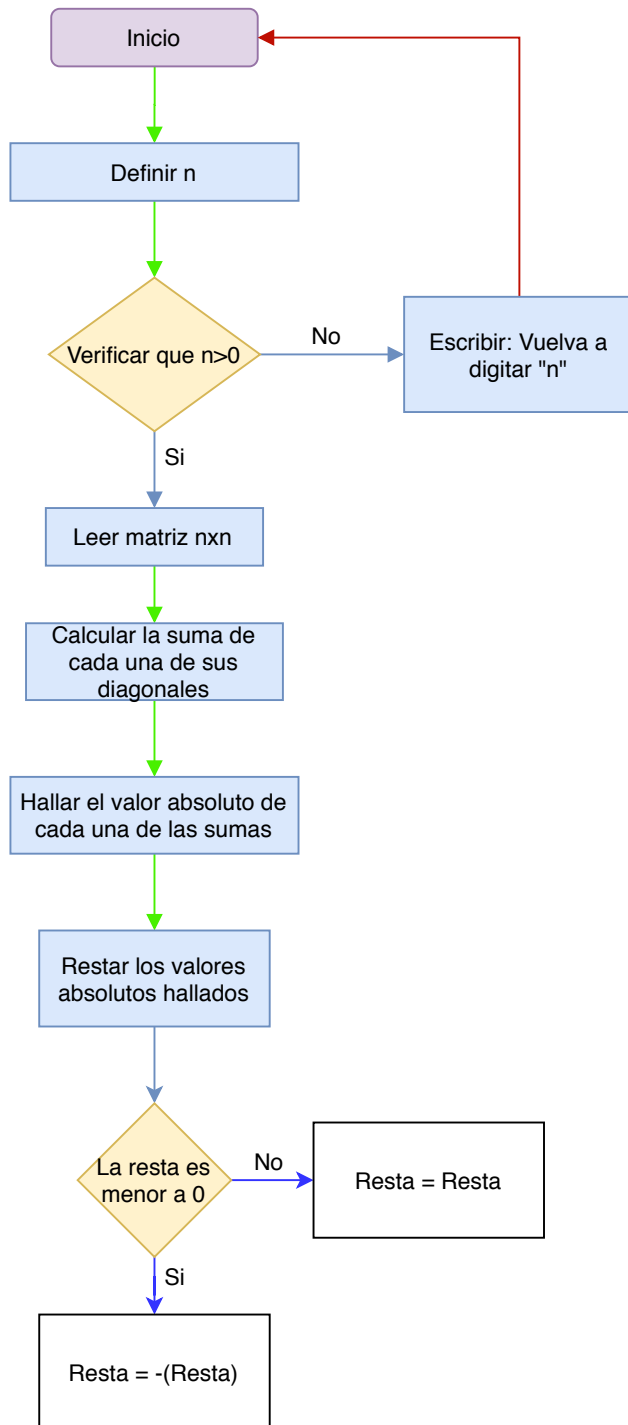 Inicio
Definir n
Verificar que n>0
No
Escribir: Vuelva a
digitar "n"
Si
Leer matriz nxn
Calcular la suma de
cada una de sus
diagonales
Hallar el valor absoluto de
cada una de las sumas
Restar los valores
absolutos hallados
La resta es
menor a 0
No
Resta = Resta
Si
Resta = -(Resta)